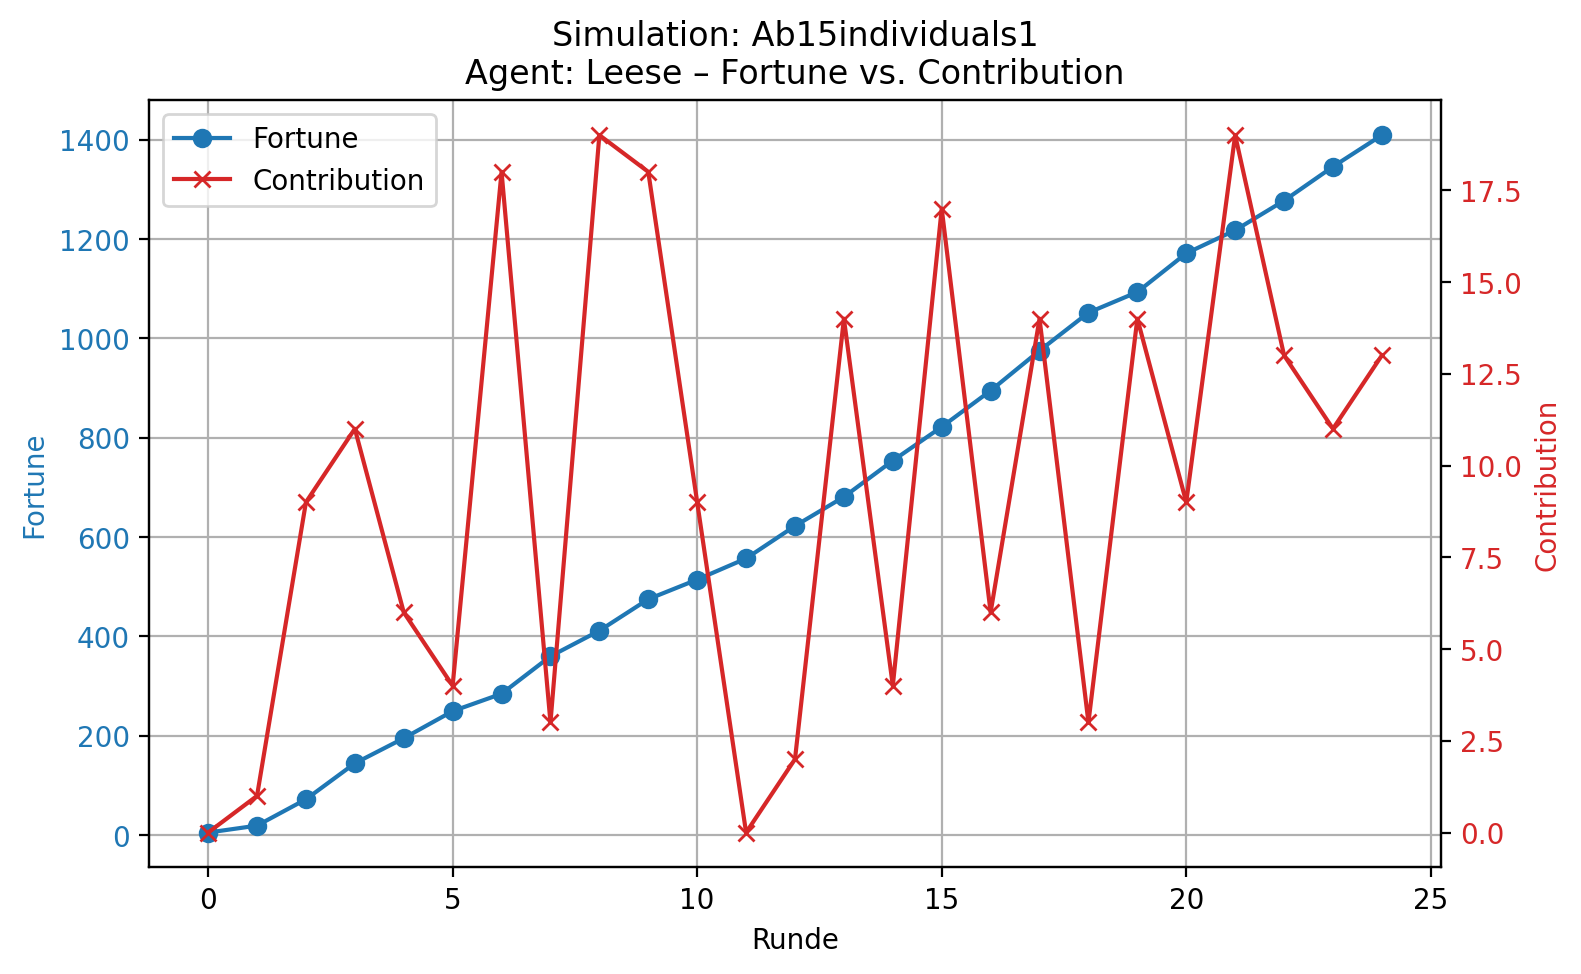 Simulation: Ab15individuals1
Agent: Leese – Fortune vs. Contribution
Fortune
Contribution
1400
1200
1000
800
600
400
200
0
Fortune
17.5
15.0
12.5
10.0
7.5
5.0
2.5
0.0
Contribution
0 5 10 15 20 25
Runde